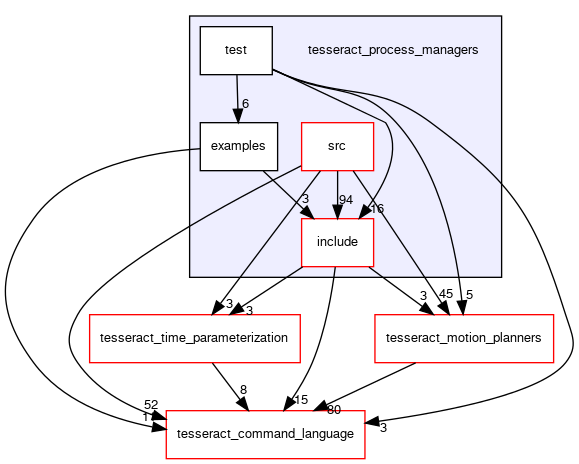 test
tesseract_process_managers
6
examples
src
3
94
16
include
3
3
3
45
5
tesseract_time_parameterization
tesseract_motion_planners
8
15
80
52
1
3
tesseract_command_language